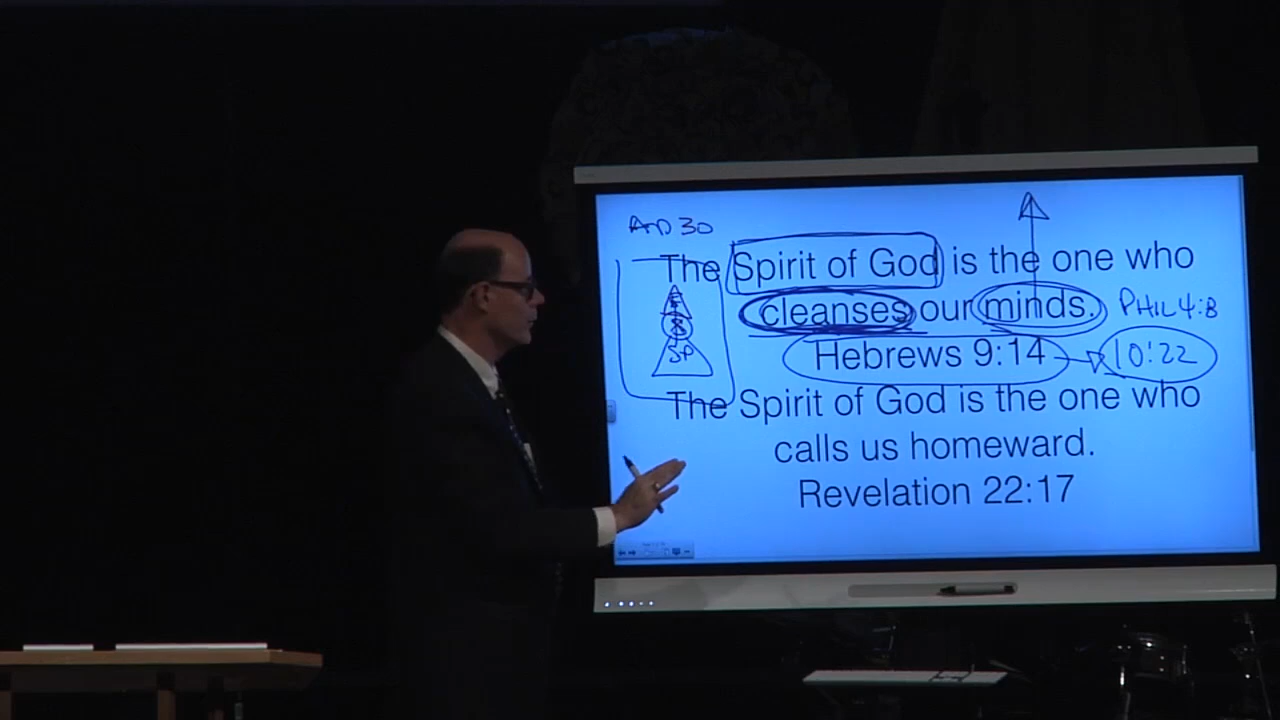 AD 30
The Spirit of God is the one who
cleanses our minds. PHIL 4:8
Hebrews 9:14 10:22
SP
The Spirit of God is the one who
calls us homeward.
Revelation 22:17